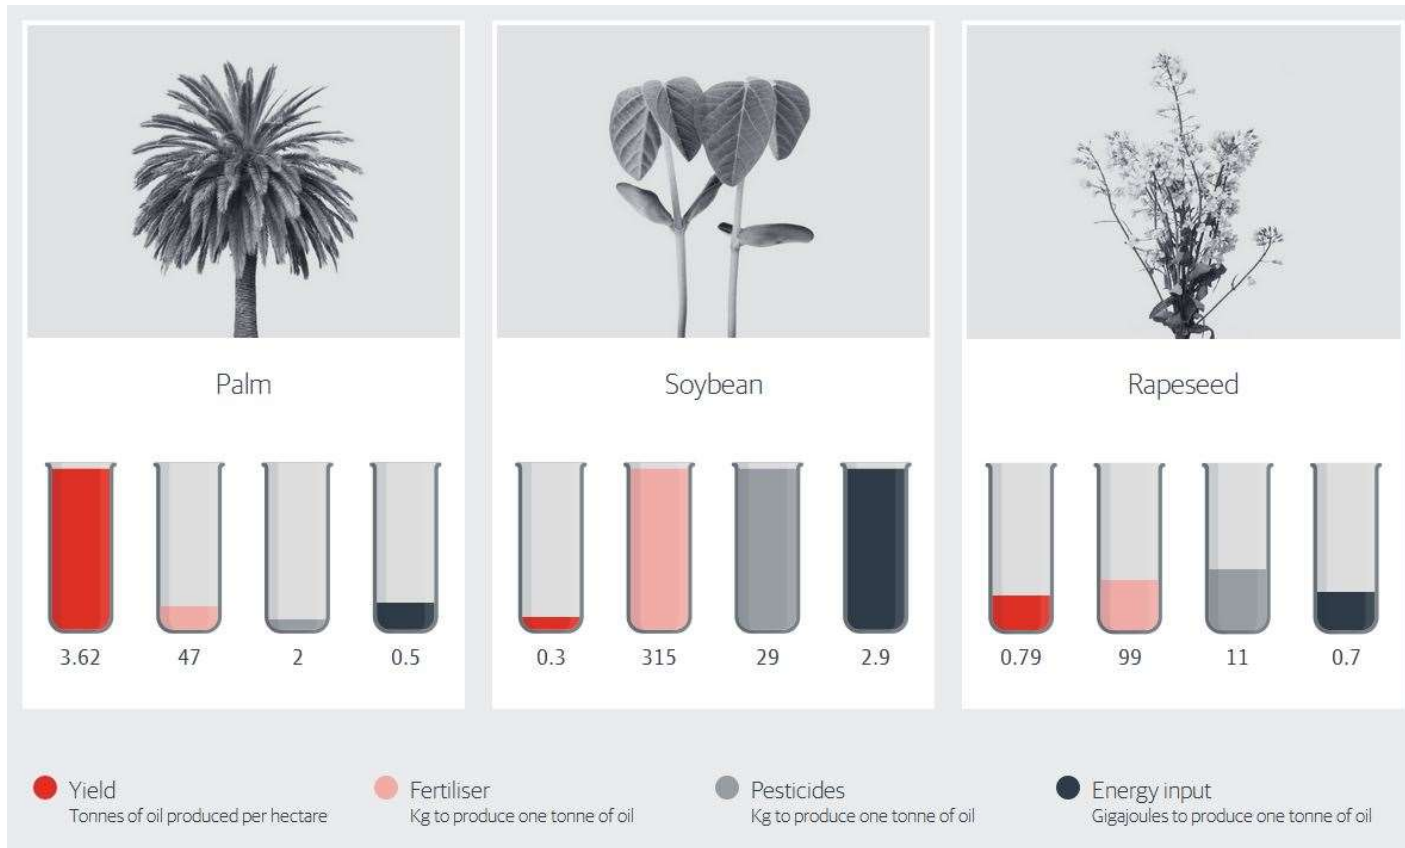 Palm
Soybean
Rapeseed
3.62 47 2 0.5
0.3 315 29 2.9
0.79 99 11 0.7
Yield
Tonnes of oil produced per hectare
Fertiliser
Kg to produce one tonne of oil
Pesticides
Kg to produce one tonne of oil
Energy input
Gigajoules to produce one tonne of oil